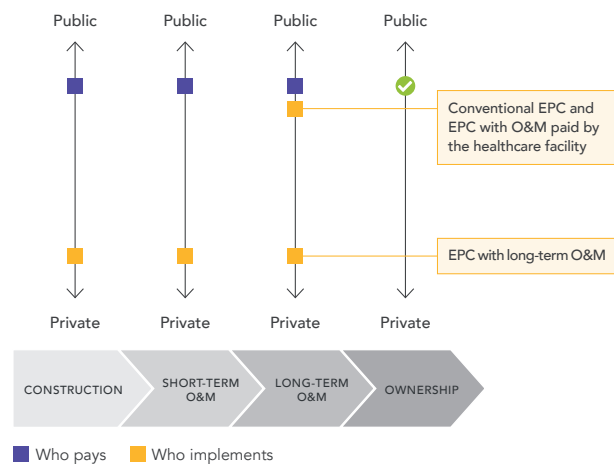 Public Public Public Public
Conventional EPC and
EPC with O&M paid by
the healthcare facility
EPC with long-term O&M
Private Private Private Private
CONSTRUCTION
SHORT-TERM
O&M
LONG-TERM
O&M
OWNERSHIP
Who pays Who implements